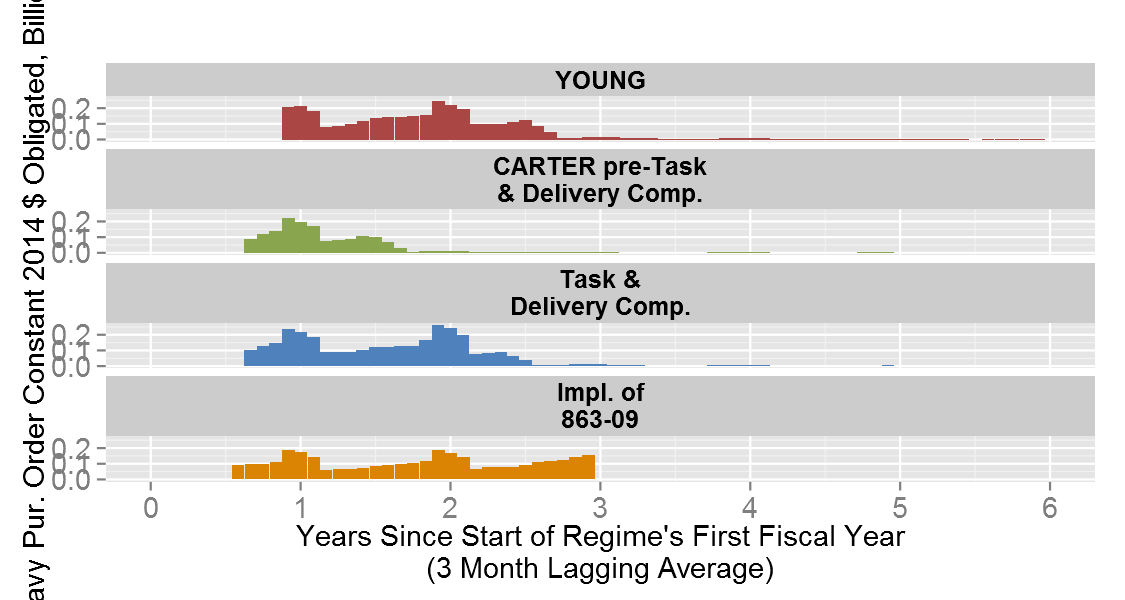 avy Pur. Order Constant 2014 $ Obligated, Billi
YOUNG
0.2
0.1
0.0
CARTER pre-Task
& Delivery Comp.
0.2
0.1
0.0
Task &
Delivery Comp.
0.2
0.1
0.0
Impl. of
863-09
0.2
0.1
0.0
0 1 2 3 4 5 6
Years Since Start of Regime's First Fiscal Year
(3 Month Lagging Average)